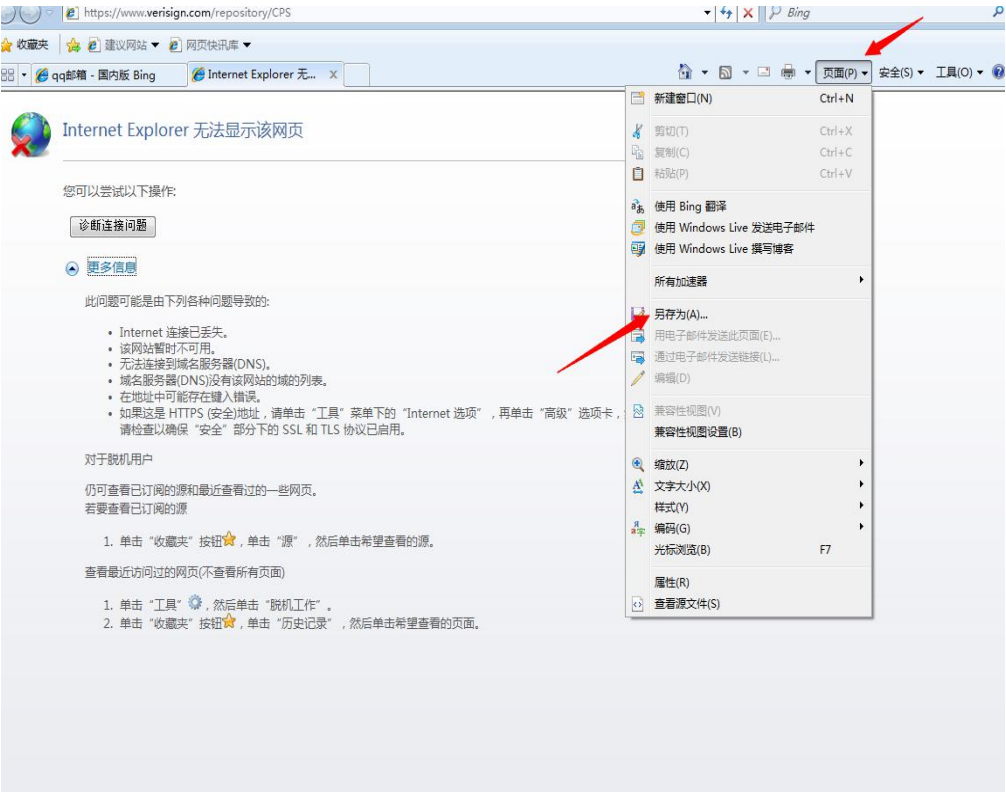 https://www.verisign.com/repository/CPS
Bing
收藏夹
建议网站
网页快讯库
qq邮箱 - 国内版 Bing
Internet Explorer 无...
x
页面(P)
安全(S)
工具(O)
Internet Explorer 无法显示该网页
您可以尝试以下操作:
诊断连接问题
更多信息
此问题可能是由下列各种问题导致的:
• Internet 连接已丢失。
• 该网站暂时不可用。
• 无法连接到域名服务器(DNS)。
• 域名服务器(DNS)没有该网站的域的列表。
• 在地址中可能存在键入错误。
• 如果这是 HTTPS (安全)地址，请单击“工具”菜单下的“Internet 选项”，再单击“高级”选项卡，
请检查以确保“安全”部分下的 SSL 和 TLS 协议已启用。
对于脱机用户
仍可查看已订阅的源和最近查看过的一些网页。
若要查看已订阅的源
1. 单击“收藏夹”按钮，单击“源”，然后单击希望查看的源。
查看最近访问过的网页(不查看所有页面)
1. 单击“工具”，然后单击“脱机工作”。
2. 单击“收藏夹”按钮，单击“历史记录”，然后单击希望查看的页面。
新建窗口(N) Ctrl+N
剪切(T) Ctrl+X
复制(C) Ctrl+C
粘贴(P) Ctrl+V
使用 Bing 翻译
使用 Windows Live 发送电子邮件
使用 Windows Live 撰写博客
所有加速器
另存为(A)...
用电子邮件发送此页面(E)...
通过电子邮件发送链接(L)...
编辑(D)
兼容性视图(V)
兼容性视图设置(B)
缩放(Z)
文字大小(X)
样式(Y)
编码(G)
光标浏览(B) F7
属性(R)
查看源文件(S)